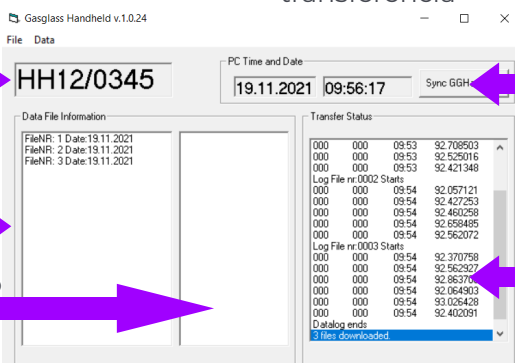 Gasglass Handheld v.1.0.24
File Data
HH12/0345
PC Time and Date
19.11.2021 09:56:17
Sync GGH
Data File Information
FileNR: 1 Date:19.11.2021
FileNR: 2 Date:19.11.2021
FileNR: 3 Date:19.11.2021
Transfer Status
000 000 09:53 92.708503
000 000 09:53 92.525016
000 000 09:53 92.421348
Log File nr:0002 Starts
000 000 09:54 92.057121
000 000 09:54 92.427253
000 000 09:54 92.460258
000 000 09:54 92.658485
000 000 09:54 92.562072
Log File nr:0003 Starts
000 000 09:54 92.370758
000 000 09:54 92.562927
000 000 09:54
000 000 09:54 92.064903
000 000 09:54 93.026428
000 000 09:54 92.402091
Datalog ends
3 files downloaded.